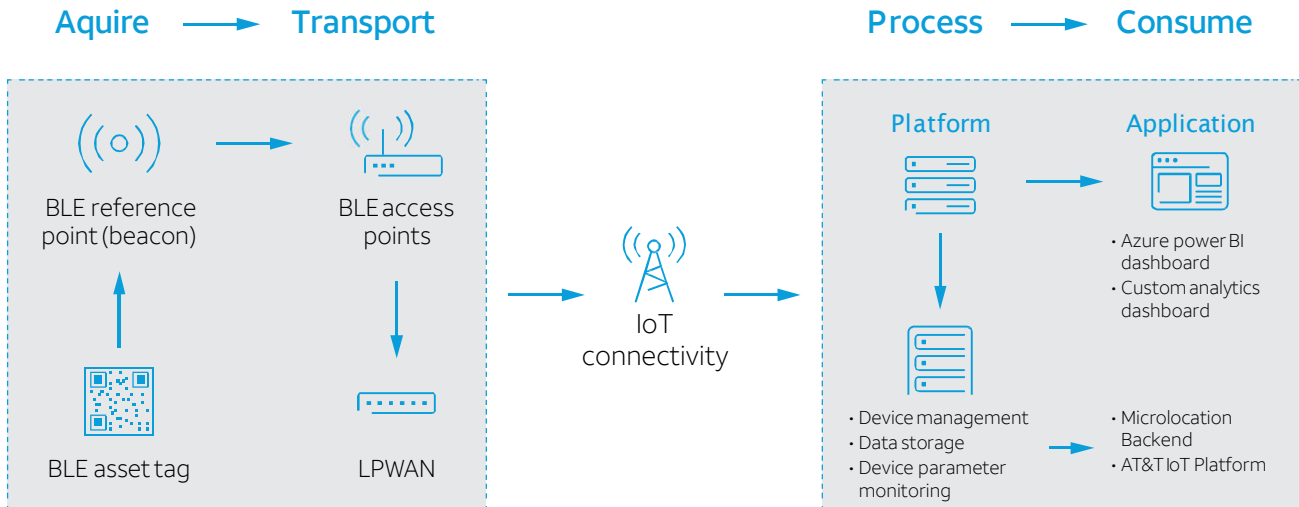 Aquire
Transport
Process
Consume
BLE reference
point (beacon)
BLE access
points
BLE asset tag
LPWAN
IoT
connectivity
Platform
Application
• Azure power BI
dashboard
• Custom analytics
dashboard
• Device management
• Data storage
• Device parameter
monitoring
• Microlocation
Backend
• AT&T IoT Platform